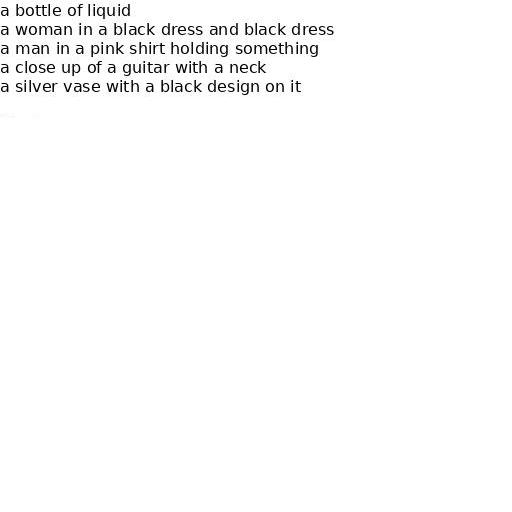 a bottle of liquid
a woman in a black dress and black dress
a man in a pink shirt holding something
a close up of a guitar with a neck
a silver vase with a black design on it